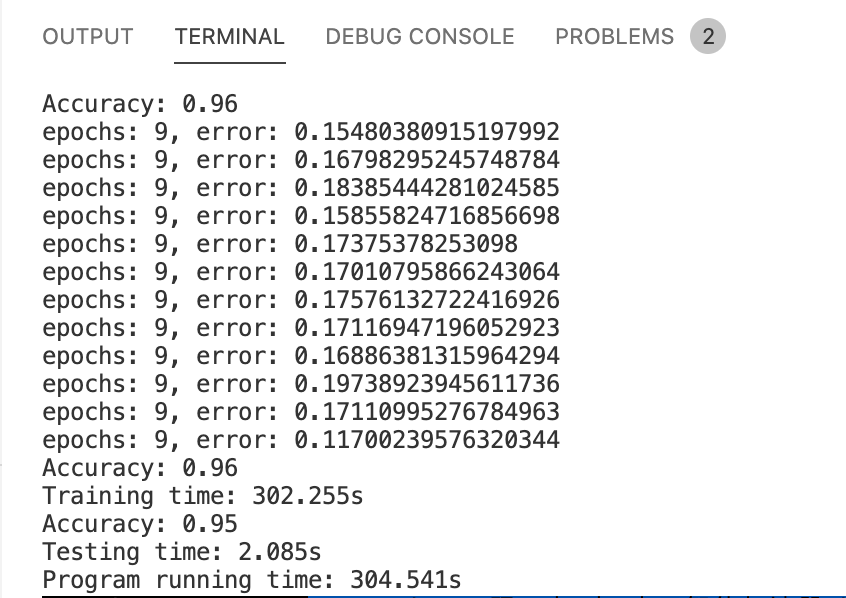 OUTPUT TERMINAL DEBUG CONSOLE PROBLEMS 2
Accuracy: 0.96
epochs: 9, error: 0.15480380915197992
epochs: 9, error: 0.16798295245748784
epochs: 9, error: 0.18385444281024585
epochs: 9, error: 0.15855824716856698
epochs: 9, error: 0.17375378253098
epochs: 9, error: 0.17010795866243064
epochs: 9, error: 0.17576132722416926
epochs: 9, error: 0.17116947196052923
epochs: 9, error: 0.16886381315964294
epochs: 9, error: 0.19738923945611736
epochs: 9, error: 0.17110995276784963
epochs: 9, error: 0.11700239576320344
Accuracy: 0.96
Training time: 302.255s
Accuracy: 0.95
Testing time: 2.085s
Program running time: 304.541s